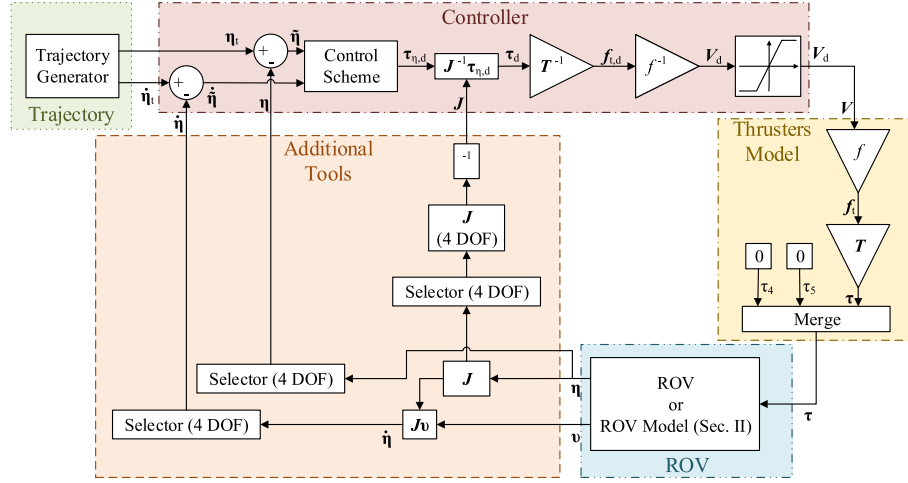 Controller
Trajectory
Generator
Trajectory
η_t
η̇_t
+
-
η̃
+
-
η̃̇
η
η̇
Control
Scheme
τ_η,d
J⁻¹τ_η,d
τ_d
T⁻¹
f_t,d
f⁻¹
V_d
V_d
J
V
Thrusters
Model
f
f_t
T
0
0
τ_4
τ_5
τ
Merge
Additional
Tools
-1
J
(4 DOF)
Selector (4 DOF)
Selector (4 DOF)
J
η
Selector (4 DOF)
η̇
Jυ
υ
ROV
or
ROV Model (Sec. II)
τ
ROV